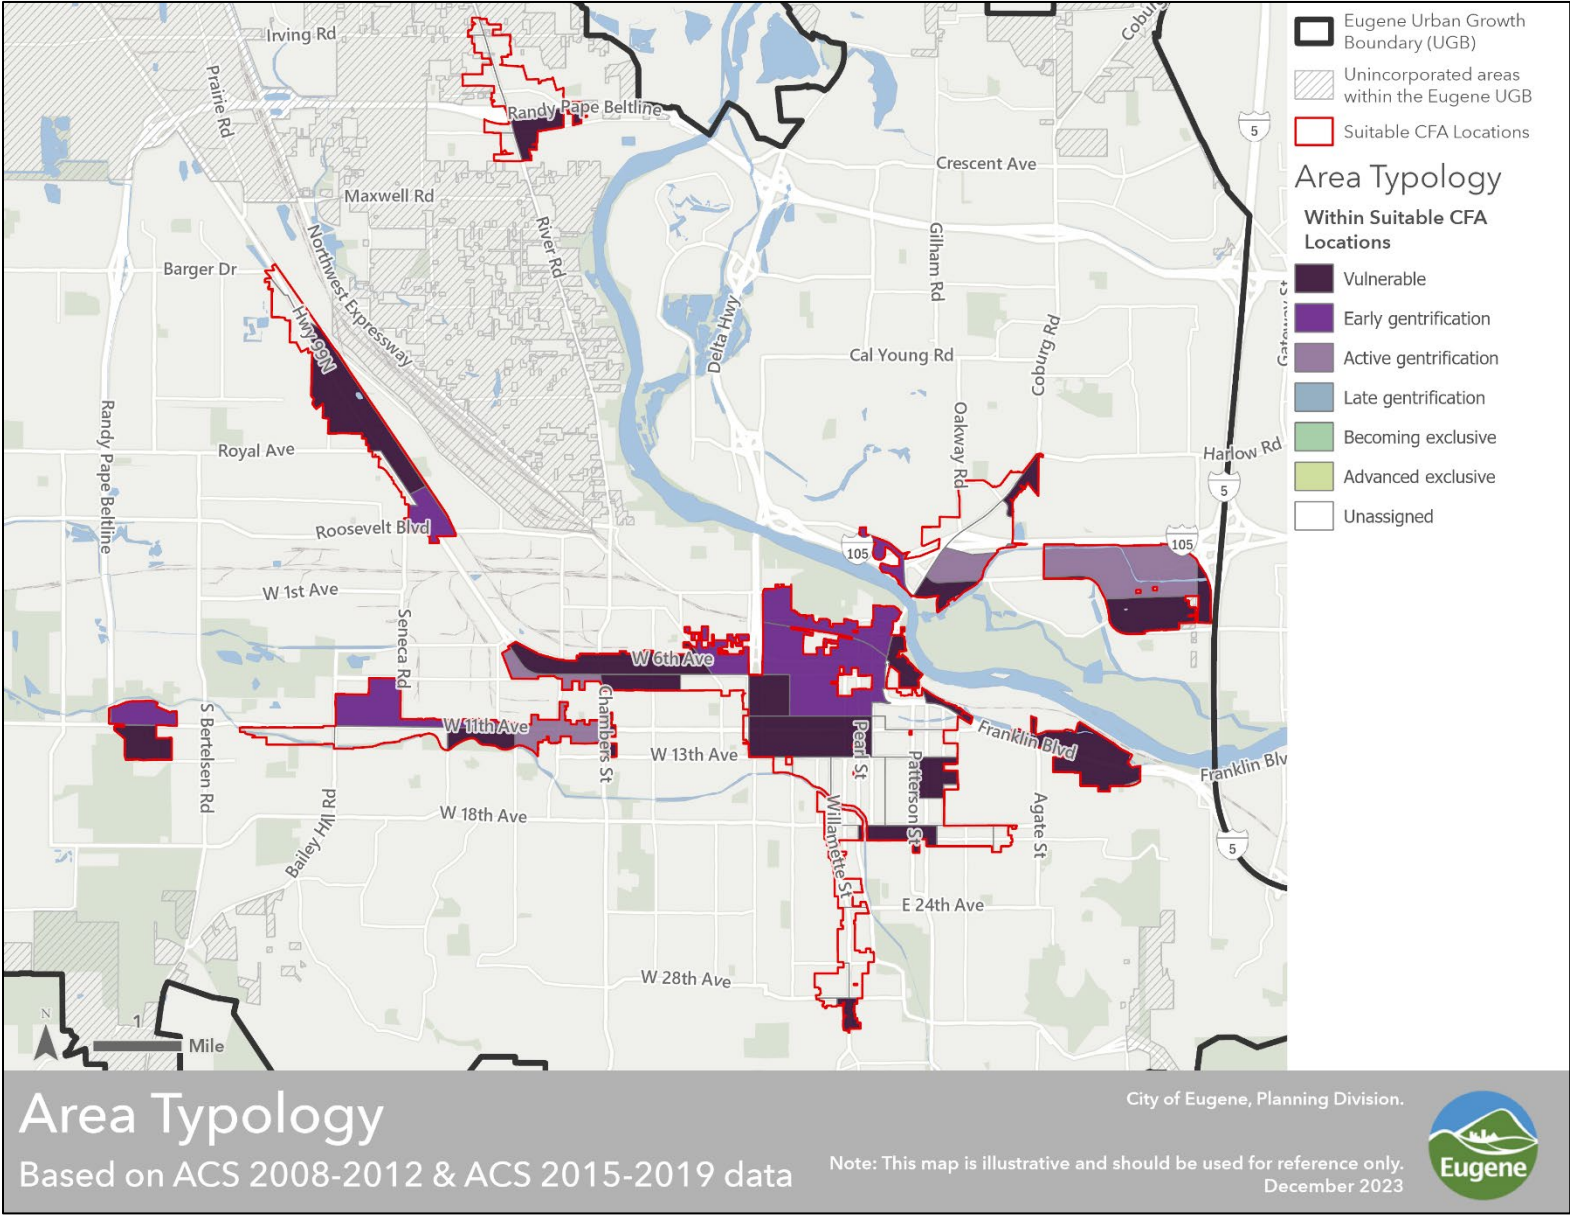 Irving Rd
Coburg
Prairie Rd
Randy Pape Beltline
5
Crescent Ave
Maxwell Rd
River Rd
Gilham Rd
Northwest Expressway
Barger Dr
Hwy 99N
Delta Hwy
Cal Young Rd
Coburg Rd
Randy Pape Beltline
Royal Ave
Oakway Rd
Harlow Rd
5
Roosevelt Blvd
105
105
W 1st Ave
Seneca Rd
W 6th Ave
Chambers St
S Bertelsen Rd
W 11th Ave
W 13th Ave
Pearl St
Patterson St
Franklin Blvd
Franklin Blv
Bailey Hill Rd
W 18th Ave
Willamette St
Agate St
5
E 24th Ave
W 28th Ave
N
1
Mile
Eugene Urban Growth
Boundary (UGB)
Unincorporated areas
within the Eugene UGB
Suitable CFA Locations
Area Typology
Within Suitable CFA
Locations
Vulnerable
Early gentrification
Active gentrification
Late gentrification
Becoming exclusive
Advanced exclusive
Unassigned
Area Typology
Based on ACS 2008-2012 & ACS 2015-2019 data
City of Eugene, Planning Division.
Note: This map is illustrative and should be used for reference only.
December 2023
Eugene